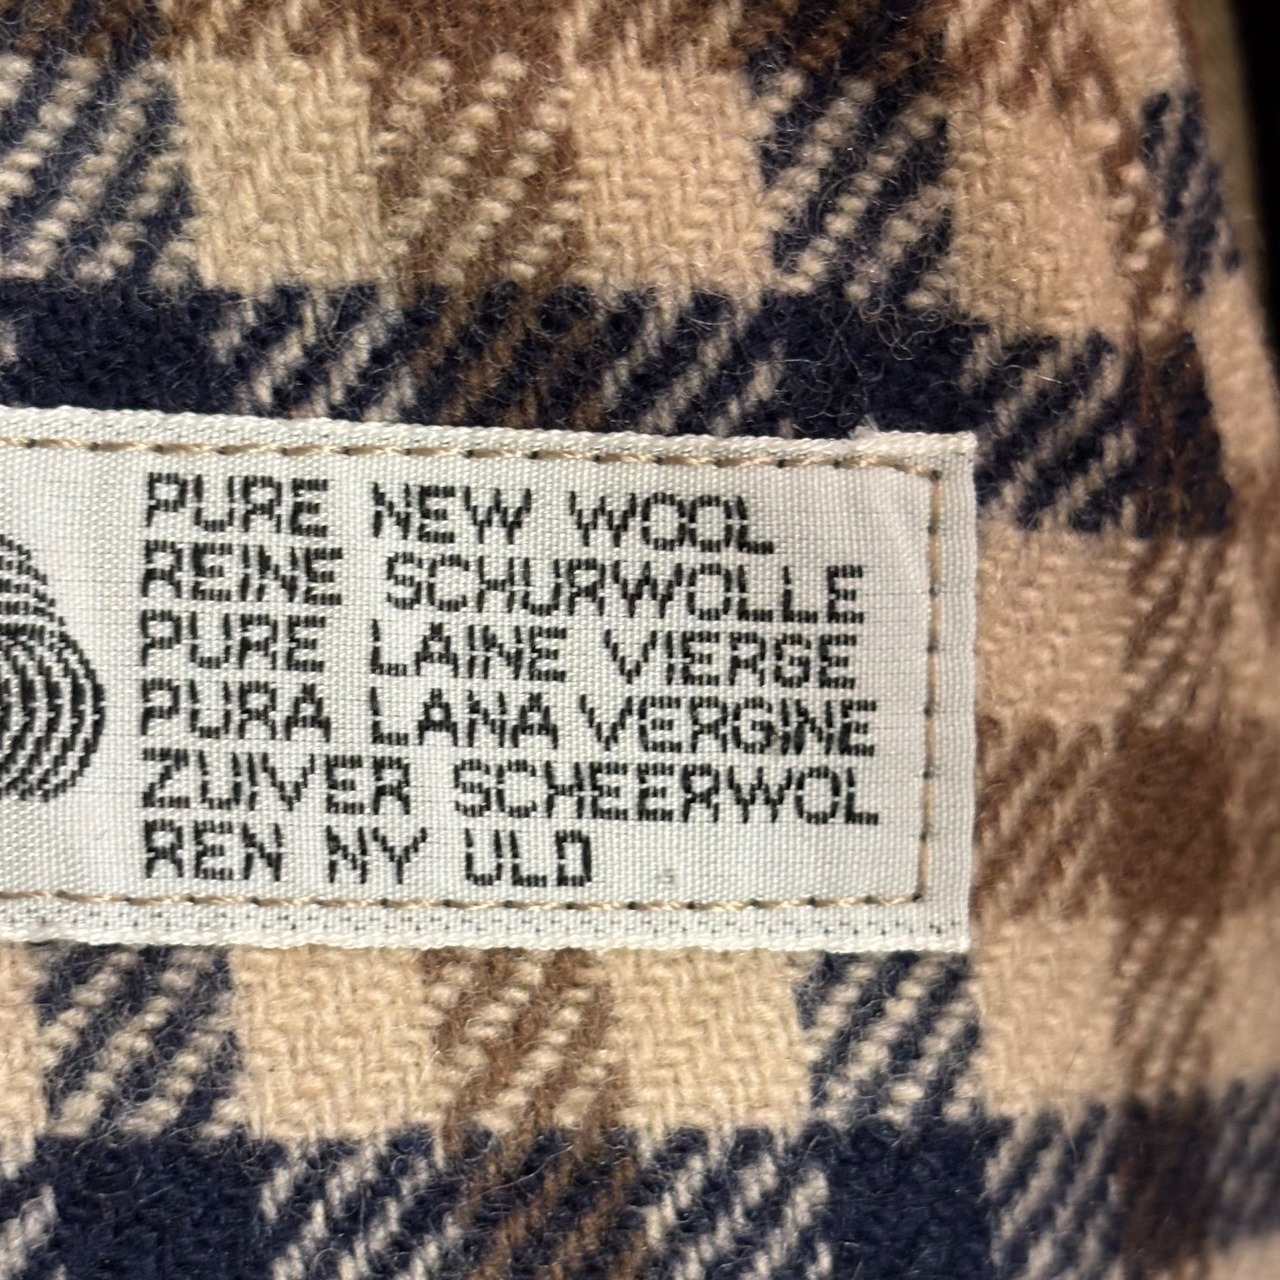 PURE NEW WOOL
REINE SCHURWOLLE
PURE LAINE VIERGE
PURA LANA VERGINE
ZUIVER SCHEERWOL
REN NY ULD